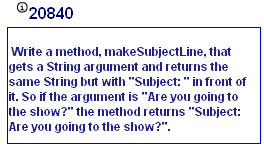 20840
Write a method, makeSubjectLine, that
gets a String argument and returns the
same String but with "Subject: " in front of
it. So if the argument is "Are you going to
the show?" the method returns "Subject:
Are you going to the show?".